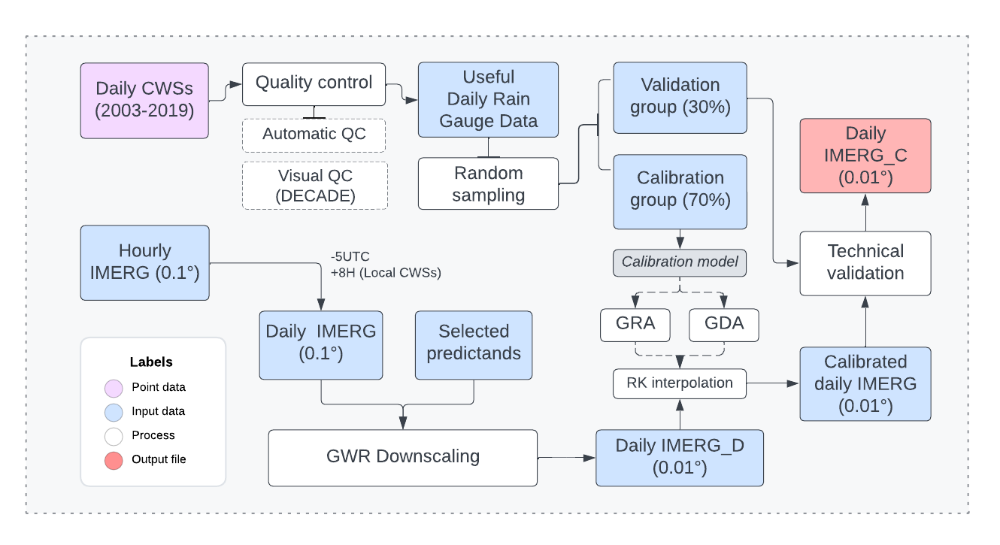 Daily CWSs
(2003-2019)
Quality control
Automatic QC
Visual QC
(DECADE)
Useful
Daily Rain
Gauge Data
Random
sampling
Validation
group (30%)
Calibration
group (70%)
Calibration model
GRA
GDA
RK interpolation
Daily
IMERG_C
(0.01°)
Technical
validation
Calibrated
daily IMERG
(0.01°)
Hourly
IMERG (0.1°)
-5UTC
+8H (Local CWSs)
Daily IMERG
(0.1°)
Selected
predictands
GWR Downscaling
Daily IMERG_D
(0.01°)
Labels
Point data
Input data
Process
Output file